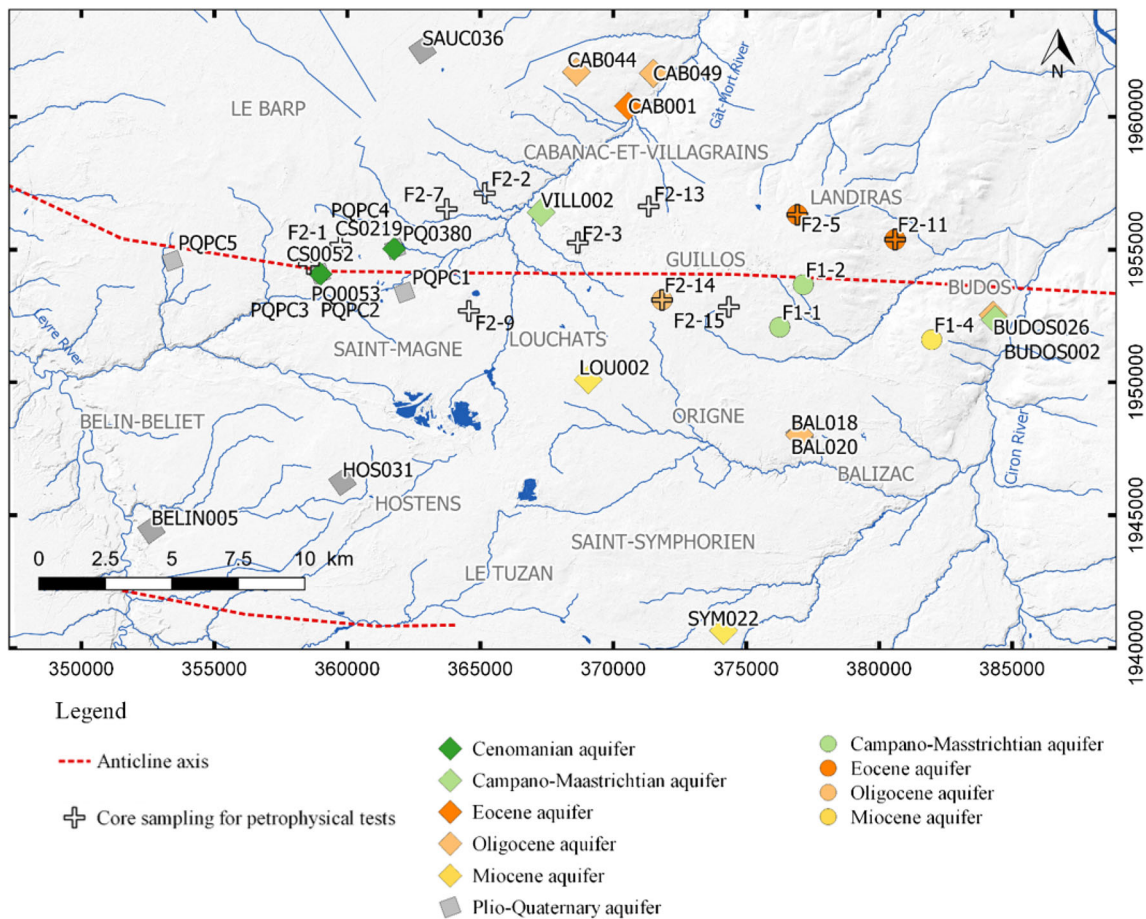 SAUC036
CAB044
CAB049
CAB001
Gât-Mort River
N
LE BARP
CABANAC-ET-VILLAGRAINS
F2-2
F2-7
F2-13
VILL002
LANDIRAS
PQPC4
F2-5
F2-11
F2-1
CS0219
PQ0380
F2-3
PQPC5
CS0052
GUILLOS
F1-2
PQPC1
F2-14
BUDOS
PQ0053
PQPC3
PQPC2
F2-9
F2-15
F1-1
F1-4
BUDOS026
BUDOS002
LOUCHATS
SAINT-MAGNE
Leyre River
LOU002
BELIN-BELIET
ORIGNE
BAL018
BAL020
BALIZAC
Ciron River
HOS031
HOSTENS
BELIN005
SAINT-SYMPHORIEN
0 2.5 5 7.5 10 km
LE TUZAN
SYM022
1960000
1955000
1950000
1945000
1940000
350000 355000 360000 365000 370000 375000 380000 385000
Legend
Anticline axis
Core sampling for petrophysical tests
Cenomanian aquifer
Campano-Maastrichtian aquifer
Eocene aquifer
Oligocene aquifer
Miocene aquifer
Plio-Quaternary aquifer
Campano-Masstrichtian aquifer
Eocene aquifer
Oligocene aquifer
Miocene aquifer